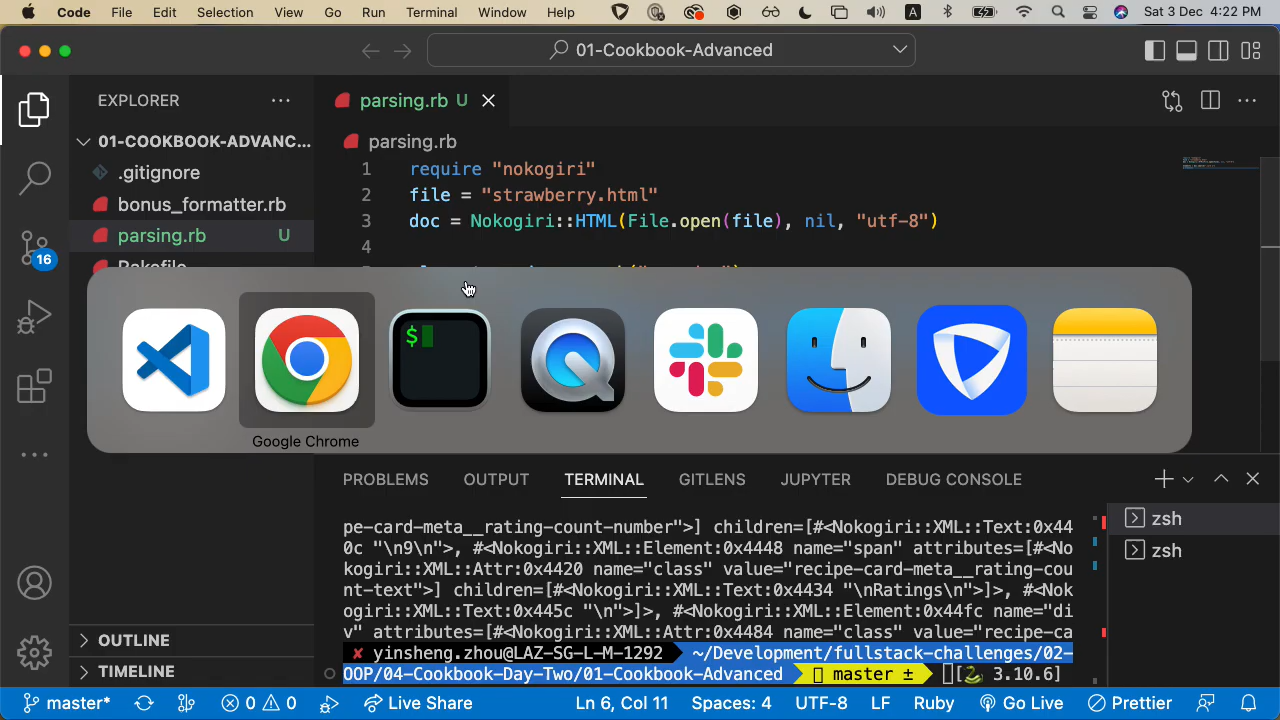 Code File Edit Selection View Go Run Terminal Window Help A Sat 3 Dec 4:22 PM
01-Cookbook-Advanced
EXPLORER
parsing.rb U
01-COOKBOOK-ADVANC...
parsing.rb
.gitignore
bonus_formatter.rb
parsing.rb U
Rakefile
1 require "nokogiri"
2 file = "strawberry.html"
3 doc = Nokogiri::HTML(File.open(file), nil, "utf-8")
4
16
$
Google Chrome
PROBLEMS OUTPUT TERMINAL GITLENS JUPYTER DEBUG CONSOLE
pe-card-meta__rating-count-number">] children=[#<Nokogiri::XML::Text:0x44
0c "\n9\n">, #<Nokogiri::XML::Element:0x4448 name="span" attributes=[#<No
kogiri::XML::Attr:0x4420 name="class" value="recipe-card-meta__rating-cou
nt-text">] children=[#<Nokogiri::XML::Text:0x4434 "\nRatings\n">]>, #<Nok
ogiri::XML::Text:0x445c "\n">]>, #<Nokogiri::XML::Element:0x44fc name="di
v" attributes=[#<Nokogiri::XML::Attr:0x4484 name="class" value="recipe-ca
✘ yinsheng.zhou@LAZ-SG-L-M-1292 ~/Development/fullstack-challenges/02-
OOP/04-Cookbook-Day-Two/01-Cookbook-Advanced master ± [🐍 3.10.6]
zsh
zsh
OUTLINE
TIMELINE
master* 0 0 Live Share Ln 6, Col 11 Spaces: 4 UTF-8 LF Ruby Go Live Prettier